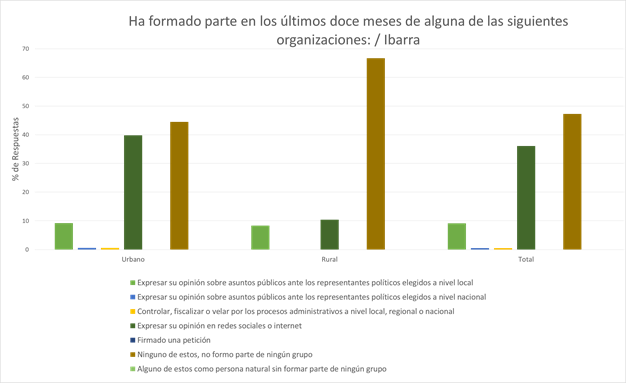 Ha formado parte en los últimos doce meses de alguna de las siguientes
organizaciones: / Ibarra
% de Respuestas
70
60
50
40
30
20
10
0
Urbano
Rural
Total
Expresar su opinión sobre asuntos públicos ante los representantes políticos elegidos a nivel local
Expresar su opinión sobre asuntos públicos ante los representantes políticos elegidos a nivel nacional
Controlar, fiscalizar o velar por los procesos administrativos a nivel local, regional o nacional
Expresar su opinión en redes sociales o internet
Firmado una petición
Ninguno de estos, no formo parte de ningún grupo
Alguno de estos como persona natural sin formar parte de ningún grupo